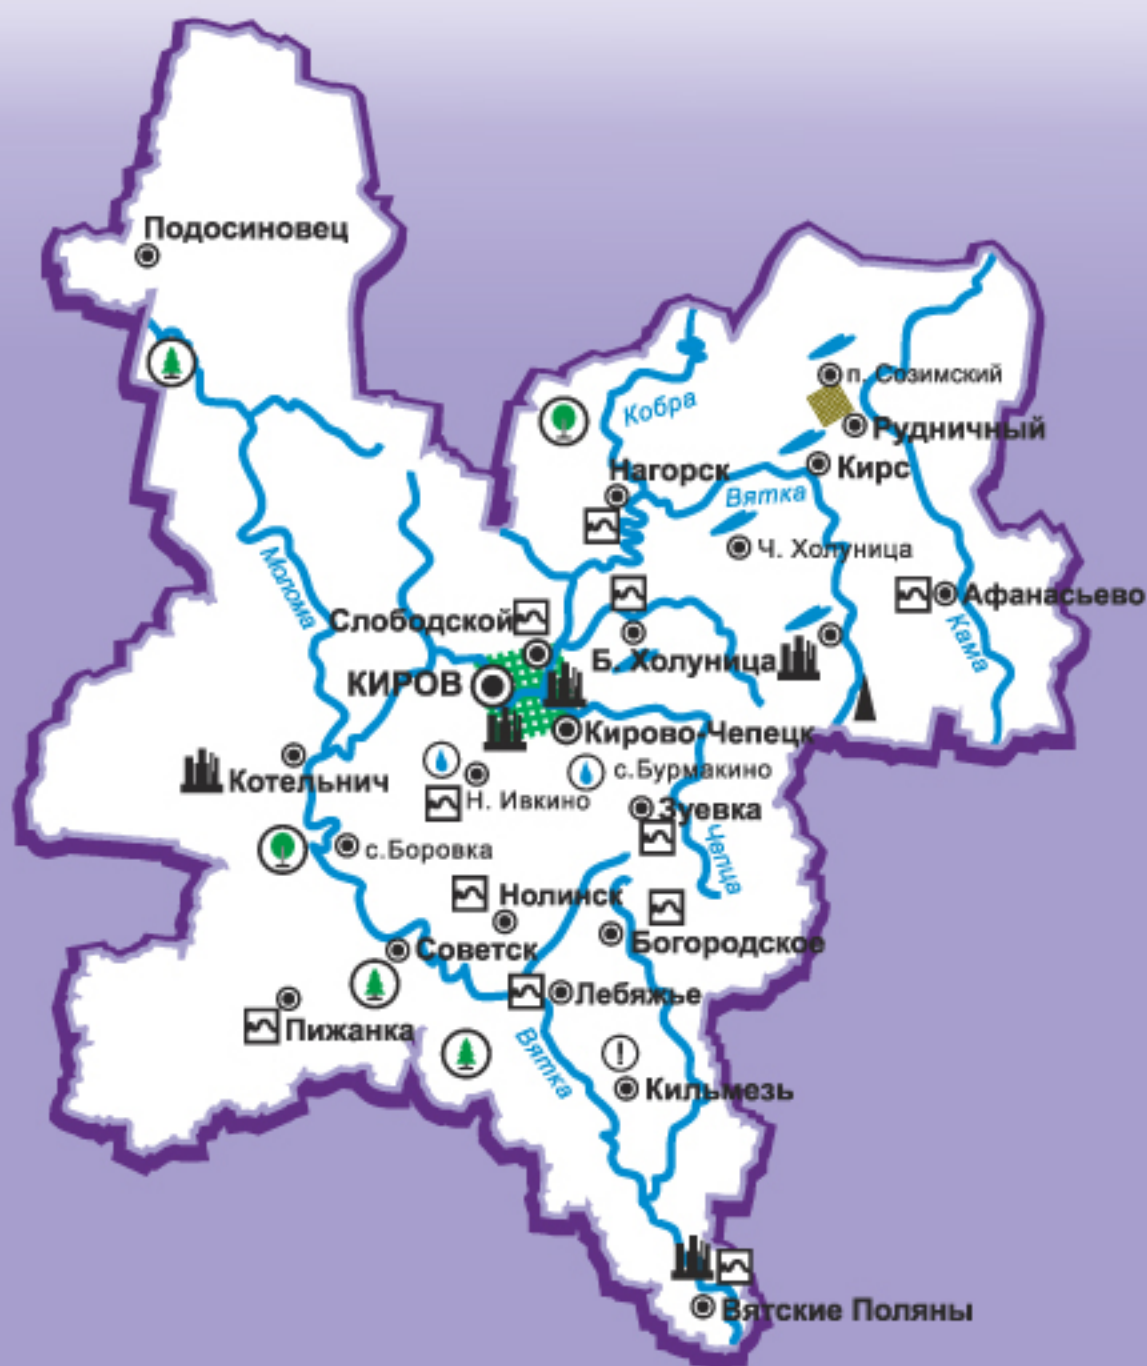 Подосиновец
п. Созимский
Кобра
Рудничный
Нагорск
Кирс
Вятка
Ч. Холуница
Молома
Афанасьево
Слободской
Кама
Б. Холуница
КИРОВ
Кирово-Чепецк
с.Бурмакино
Котельнич
Н. Ивкино
Зуевка
Чепца
с.Боровка
Нолинск
Богородское
Советск
Лебяжье
Пижанка
Вятка
!
Кильмезь
Вятские Поляны